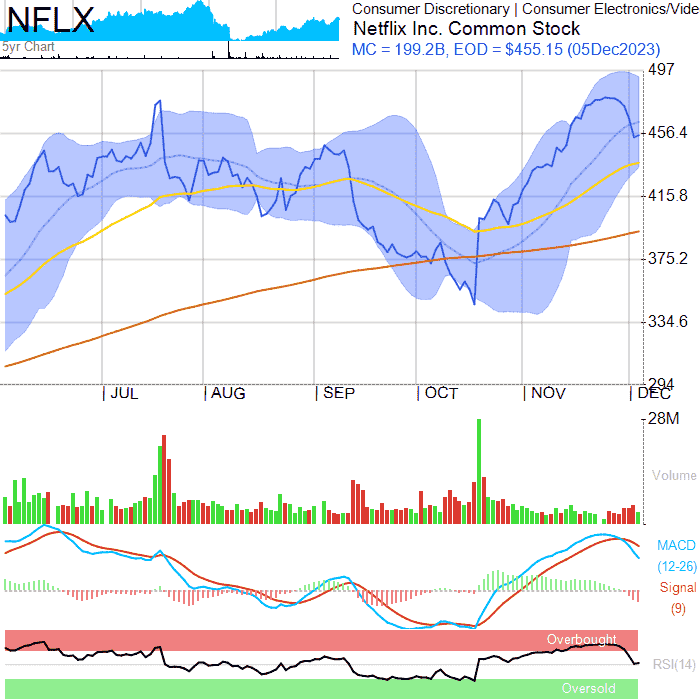 NFLX
5yr Chart
Consumer Discretionary | Consumer Electronics/Vide
Netflix Inc. Common Stock
MC = 199.2B, EOD = $455.15 (05Dec2023)
497
456.4
415.8
375.2
334.6
294
JUL
AUG
SEP
OCT
NOV
DEC
28M
Volume
MACD
(12-26)
Signal
(9)
Overbought
RSI(14)
Oversold